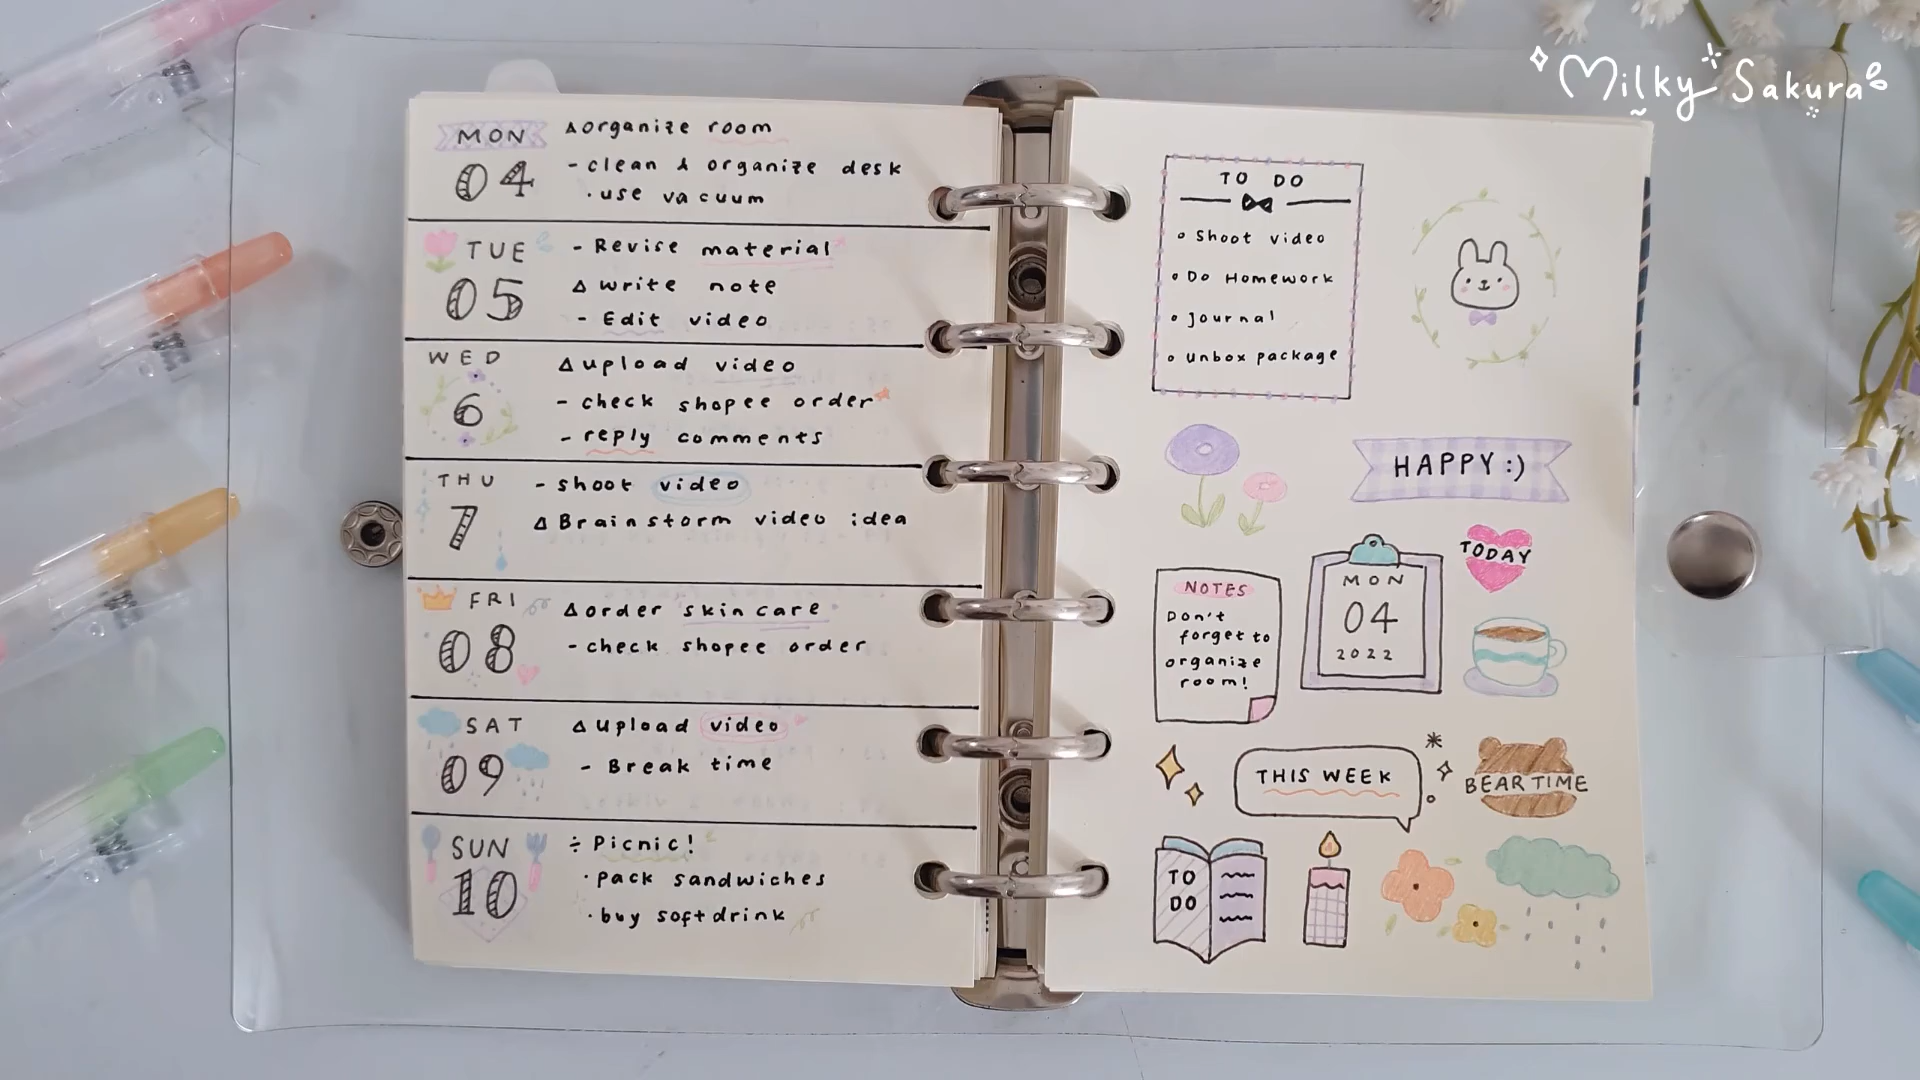 Milky Sakura
MON
04
△ organize room
- clean & organize desk
· use vacuum
TUE
05
- Revise material
△ write note
- Edit video
WED
6
△ upload video
- check shopee order
- reply comments
THU
7
- shoot video
△ Brainstorm video idea
FRI
08
△ order skincare
- check shopee order
SAT
09
△ upload video
- Break time
SUN
10
÷ Picnic!
· pack sandwiches
· buy softdrink
TO DO
∘ Shoot video
∘ Do Homework
∘ journal
∘ unbox package
HAPPY :)
NOTES
Don't
forget to
organize
room!
MON
04
2022
TODAY
THIS WEEK
BEAR TIME
TO
DO